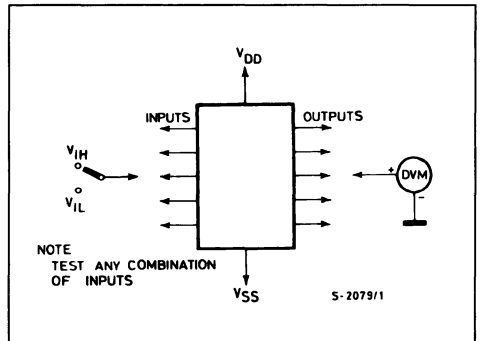 VDD
INPUTS
OUTPUTS
VIH
VIL
+
DVM
-
NOTE
TEST ANY COMBINATION
OF INPUTS
VSS
S-2079/1